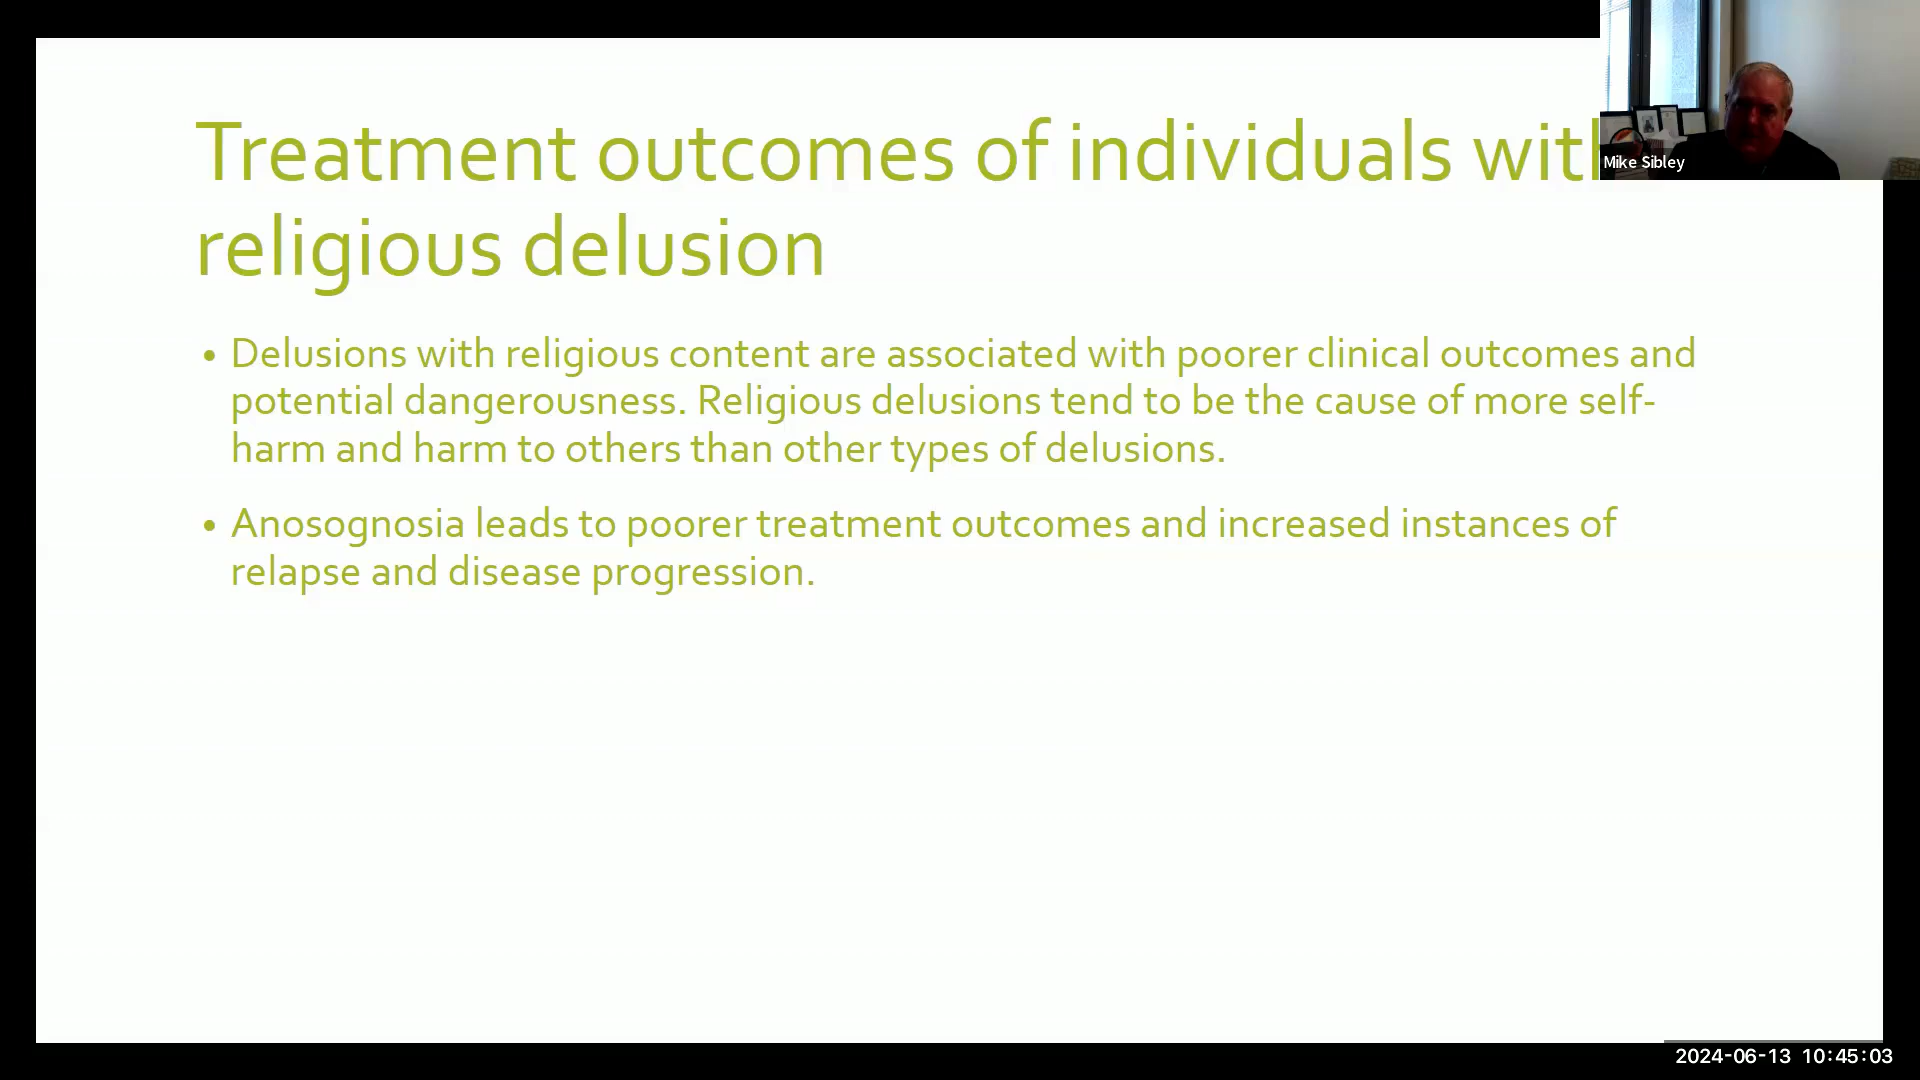 Treatment outcomes of individuals with
religious delusion
• Delusions with religious content are associated with poorer clinical outcomes and
potential dangerousness. Religious delusions tend to be the cause of more self-
harm and harm to others than other types of delusions.
• Anosognosia leads to poorer treatment outcomes and increased instances of
relapse and disease progression.
Mike Sibley
2024-06-13 10:45:03